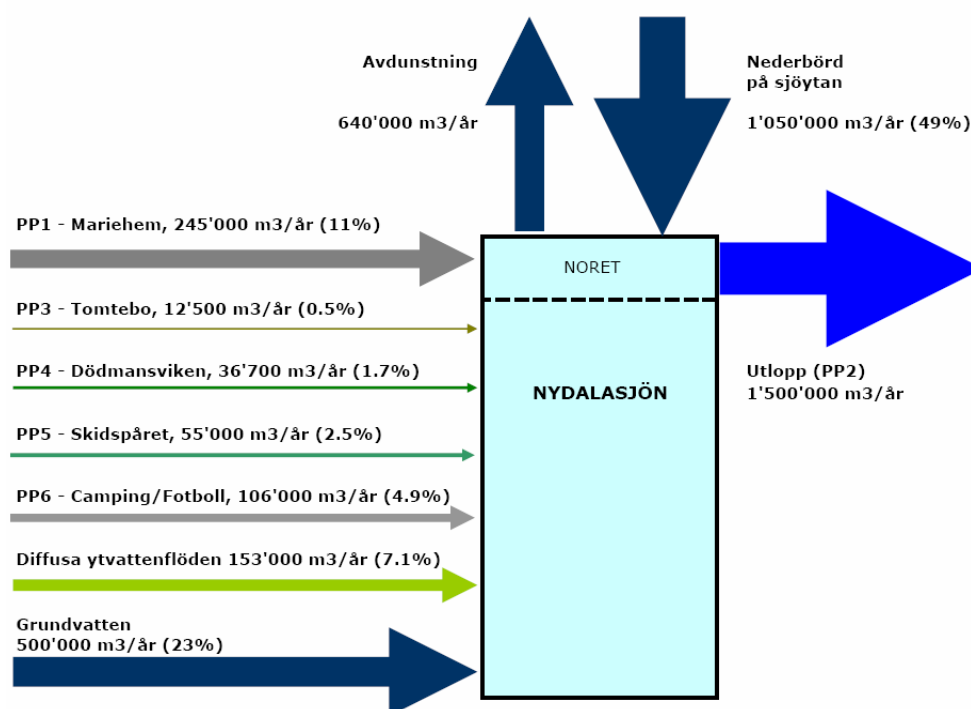 Avdunstning
640'000 m3/år
Nederbörd
på sjöytan
1'050'000 m3/år (49%)
PP1 - Mariehem, 245'000 m3/år (11%)
NORET
PP3 - Tomtebo, 12'500 m3/år (0.5%)
PP4 - Dödmansviken, 36'700 m3/år (1.7%)
NYDALASJÖN
Utlopp (PP2)
1'500'000 m3/år
PP5 - Skidspåret, 55'000 m3/år (2.5%)
PP6 - Camping/Fotboll, 106'000 m3/år (4.9%)
Diffusa ytvattenflöden 153'000 m3/år (7.1%)
Grundvatten
500'000 m3/år (23%)